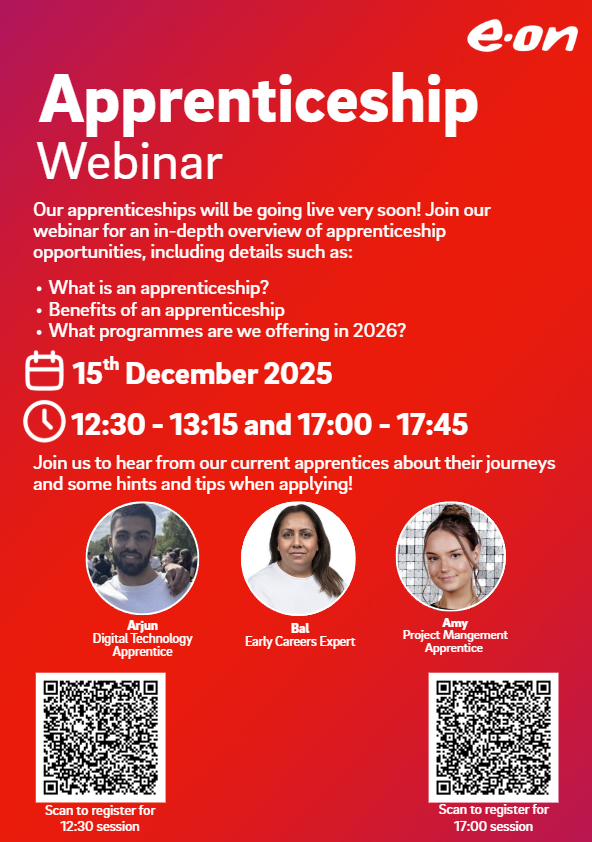 e·on
Apprenticeship
Webinar
Our apprenticeships will be going live very soon! Join our
webinar for an in-depth overview of apprenticeship
opportunities, including details such as:
• What is an apprenticeship?
• Benefits of an apprenticeship
• What programmes are we offering in 2026?
15th December 2025
12:30 - 13:15 and 17:00 - 17:45
Join us to hear from our current apprentices about their journeys
and some hints and tips when applying!
Arjun
Digital Technology
Apprentice
Bal
Early Careers Expert
Amy
Project Mangement
Apprentice
Scan to register for
12:30 session
Scan to register for
17:00 session